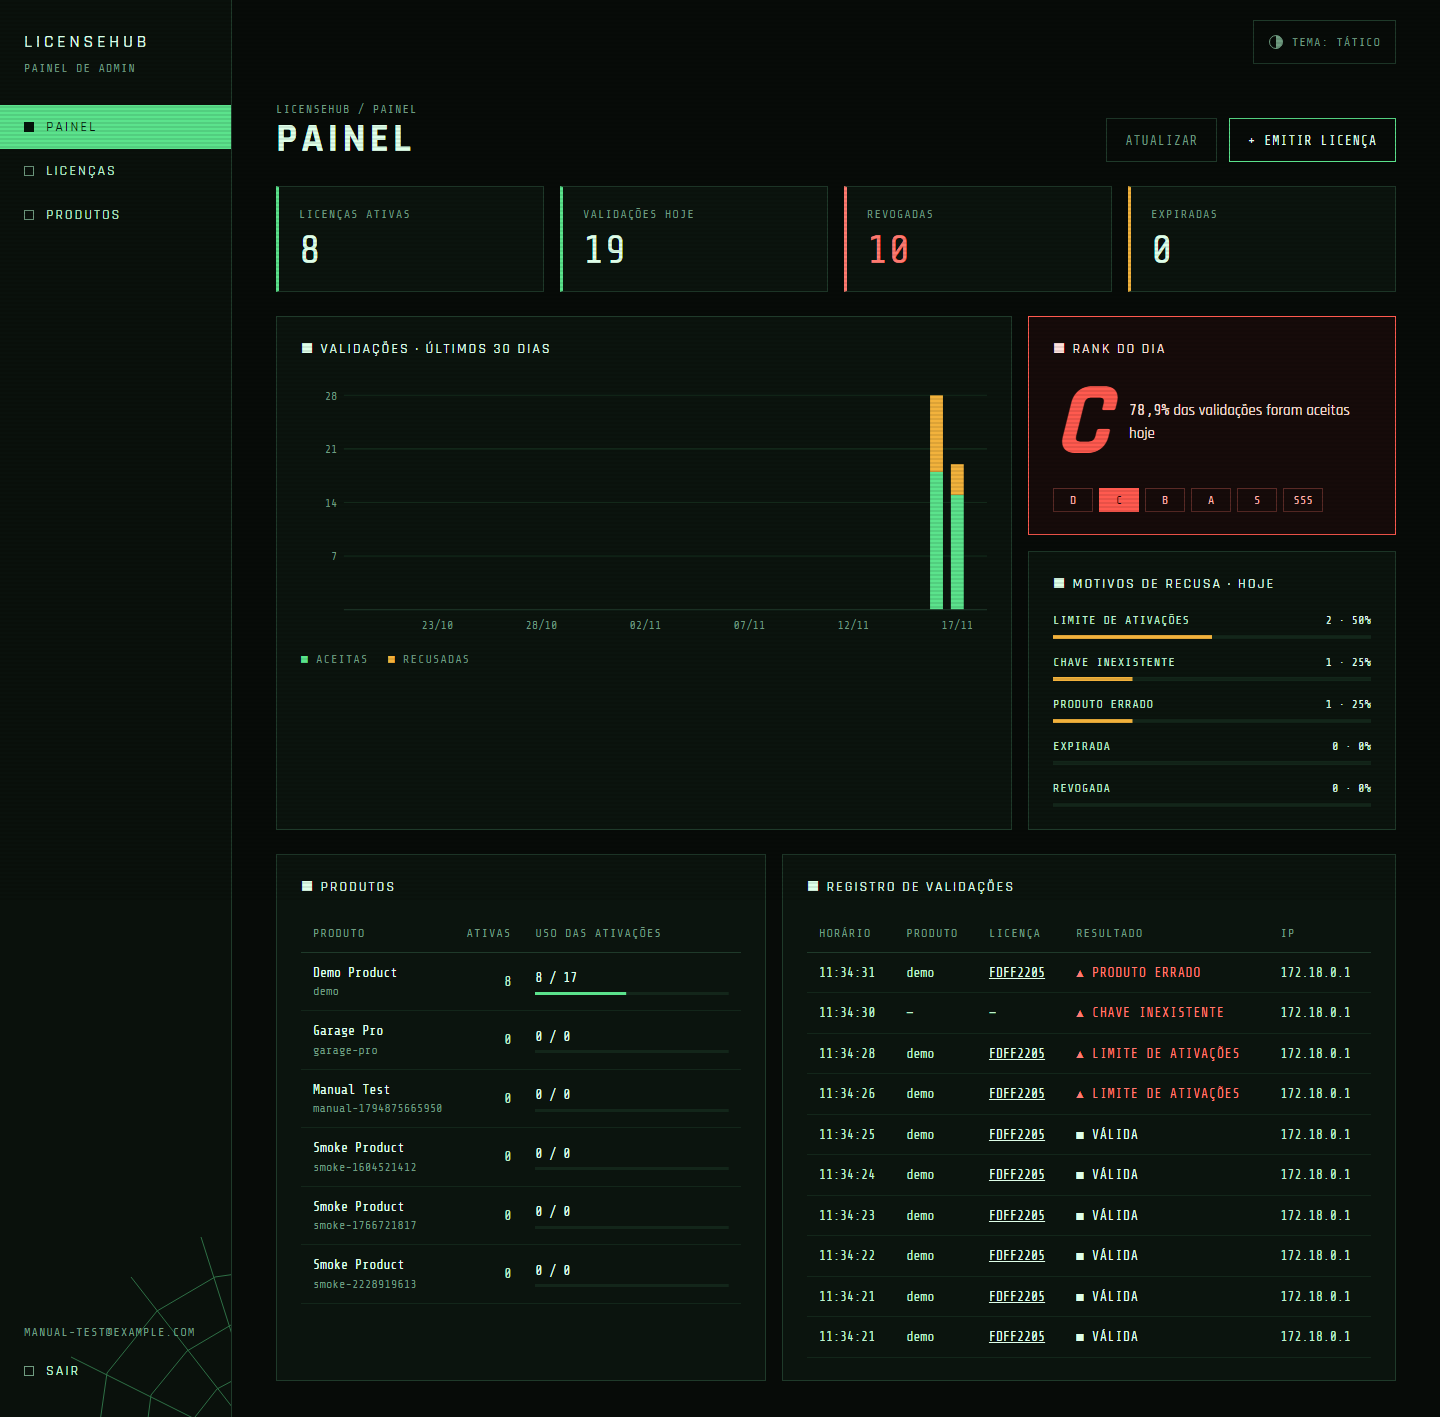 LICENSEHUB
PAINEL DE ADMIN
PAINEL
LICENÇAS
PRODUTOS
MANUAL-TEST@EXAMPLE.COM
SAIR
TEMA: TÁTICO
LICENSEHUB / PAINEL
PAINEL
ATUALIZAR
+ EMITIR LICENÇA
LICENÇAS ATIVAS
8
VALIDAÇÕES HOJE
19
REVOGADAS
10
EXPIRADAS
0
VALIDAÇÕES · ÚLTIMOS 30 DIAS
28
21
14
7
23/10 28/10 02/11 07/11 12/11 17/11
ACEITAS RECUSADAS
RANK DO DIA
C
78,9% das validações foram aceitas
hoje
D C B A S SSS
MOTIVOS DE RECUSA · HOJE
LIMITE DE ATIVAÇÕES 2 · 50%
CHAVE INEXISTENTE 1 · 25%
PRODUTO ERRADO 1 · 25%
EXPIRADA 0 · 0%
REVOGADA 0 · 0%
PRODUTOS
PRODUTO ATIVAS USO DAS ATIVAÇÕES
Demo Product 8 8 / 17
demo
Garage Pro 0 0 / 0
garage-pro
Manual Test 0 0 / 0
manual-1794875665950
Smoke Product 0 0 / 0
smoke-1604521412
Smoke Product 0 0 / 0
smoke-1766721817
Smoke Product 0 0 / 0
smoke-2228919613
REGISTRO DE VALIDAÇÕES
HORÁRIO PRODUTO LICENÇA RESULTADO IP
11:34:31 demo FDFF2205 ▲ PRODUTO ERRADO 172.18.0.1
11:34:30 — — ▲ CHAVE INEXISTENTE 172.18.0.1
11:34:28 demo FDFF2205 ▲ LIMITE DE ATIVAÇÕES 172.18.0.1
11:34:26 demo FDFF2205 ▲ LIMITE DE ATIVAÇÕES 172.18.0.1
11:34:25 demo FDFF2205 ■ VÁLIDA 172.18.0.1
11:34:24 demo FDFF2205 ■ VÁLIDA 172.18.0.1
11:34:23 demo FDFF2205 ■ VÁLIDA 172.18.0.1
11:34:22 demo FDFF2205 ■ VÁLIDA 172.18.0.1
11:34:21 demo FDFF2205 ■ VÁLIDA 172.18.0.1
11:34:21 demo FDFF2205 ■ VÁLIDA 172.18.0.1